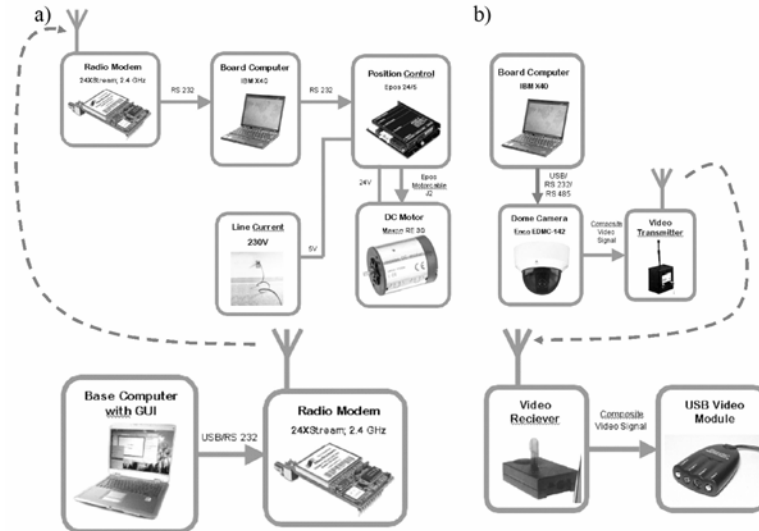 a)
b)
Radio Modem
24XStream; 2.4 GHz
RS 232
Board Computer
IBM X40
RS 232
Position Control
Epos 24/5
Board Computer
IBM X40
24V
Epos
Motorcable
J2
USB/
RS 232/
RS 485
Line Current
230V
5V
DC Motor
Maxon RE 30
Dome Camera
Eneo EDMC-142
Composite
Video
Signal
Video
Transmitter
Base Computer
with GUI
USB/RS 232
Radio Modem
24XStream; 2.4 GHz
Video
Reciever
Composite
Video Signal
USB Video
Module